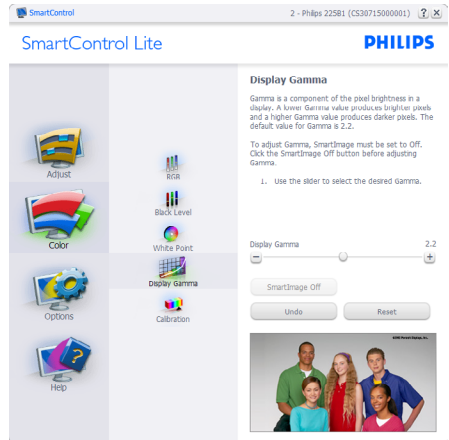 SmartControl
2 - Philips 225B1 (CS30715000001)
? ×
SmartControl Lite
PHILIPS
Adjust
Color
Options
Help
RGB
Black Level
White Point
Display Gamma
Calibration
Display Gamma
Gamma is a component of the pixel brightness in a
display. A lower Gamma value produces brighter pixels
and a higher Gamma value produces darker pixels. The
default value for Gamma is 2.2.
To adjust Gamma, SmartImage must be set to Off.
Click the SmartImage Off button before adjusting
Gamma.
1. Use the slider to select the desired Gamma.
Display Gamma 2.2
− +
SmartImage Off
Undo Reset